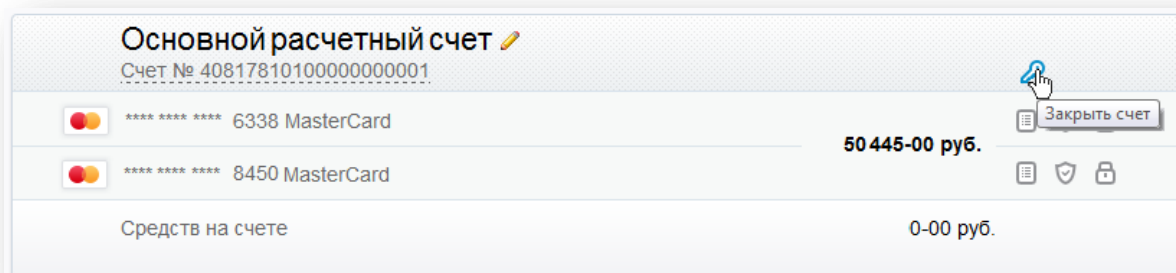 Основной расчетный счет
Счет № 40817810100000000001
**** **** **** 6338 MasterCard
Закрыть счет
50 445-00 руб.
**** **** **** 8450 MasterCard
Средств на счете 0-00 руб.